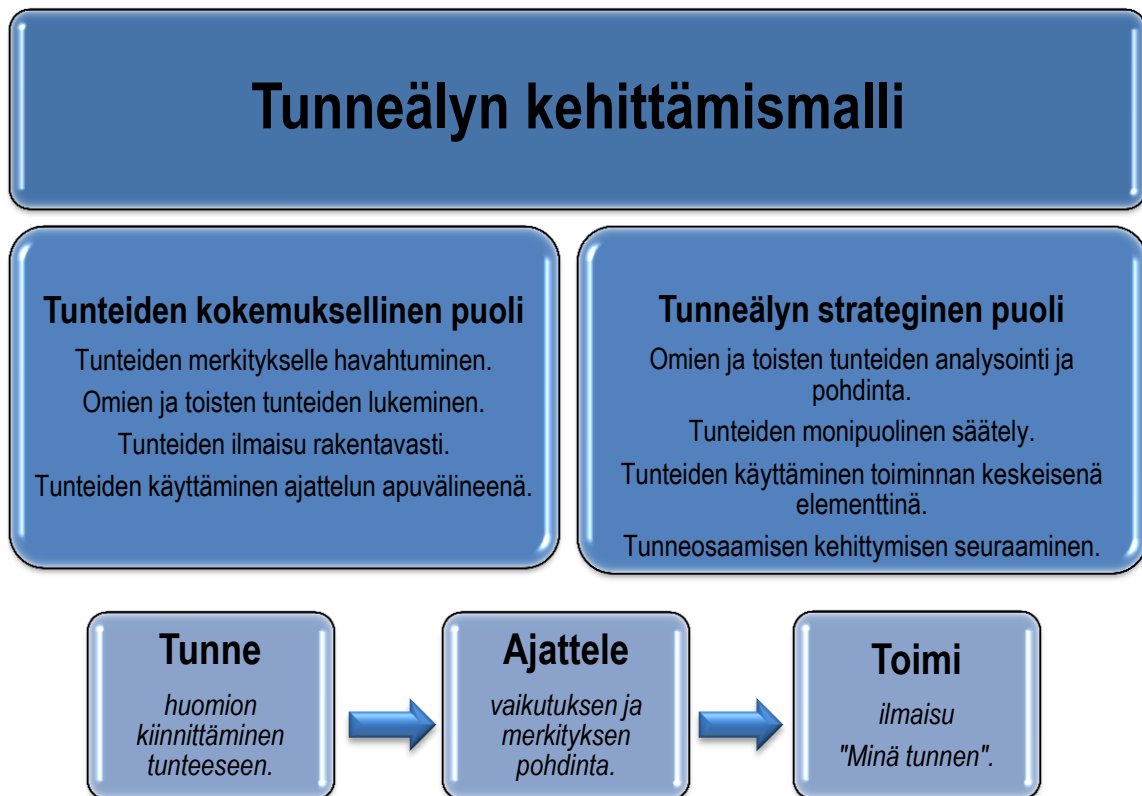 Tunneälyn kehittämismalli
Tunteiden kokemuksellinen puoli
Tunteiden merkitykselle havahtuminen.
Omien ja toisten tunteiden lukeminen.
Tunteiden ilmaisu rakentavasti.
Tunteiden käyttäminen ajattelun apuvälineenä.
Tunneälyn strateginen puoli
Omien ja toisten tunteiden analysointi ja
pohdinta.
Tunteiden monipuolinen säätely.
Tunteiden käyttäminen toiminnan keskeisenä
elementtinä.
Tunneosaamisen kehittymisen seuraaminen.
Tunne
huomion
kiinnittäminen
tunteeseen.
Ajattele
vaikutuksen ja
merkityksen
pohdinta.
Toimi
ilmaisu
"Minä tunnen".